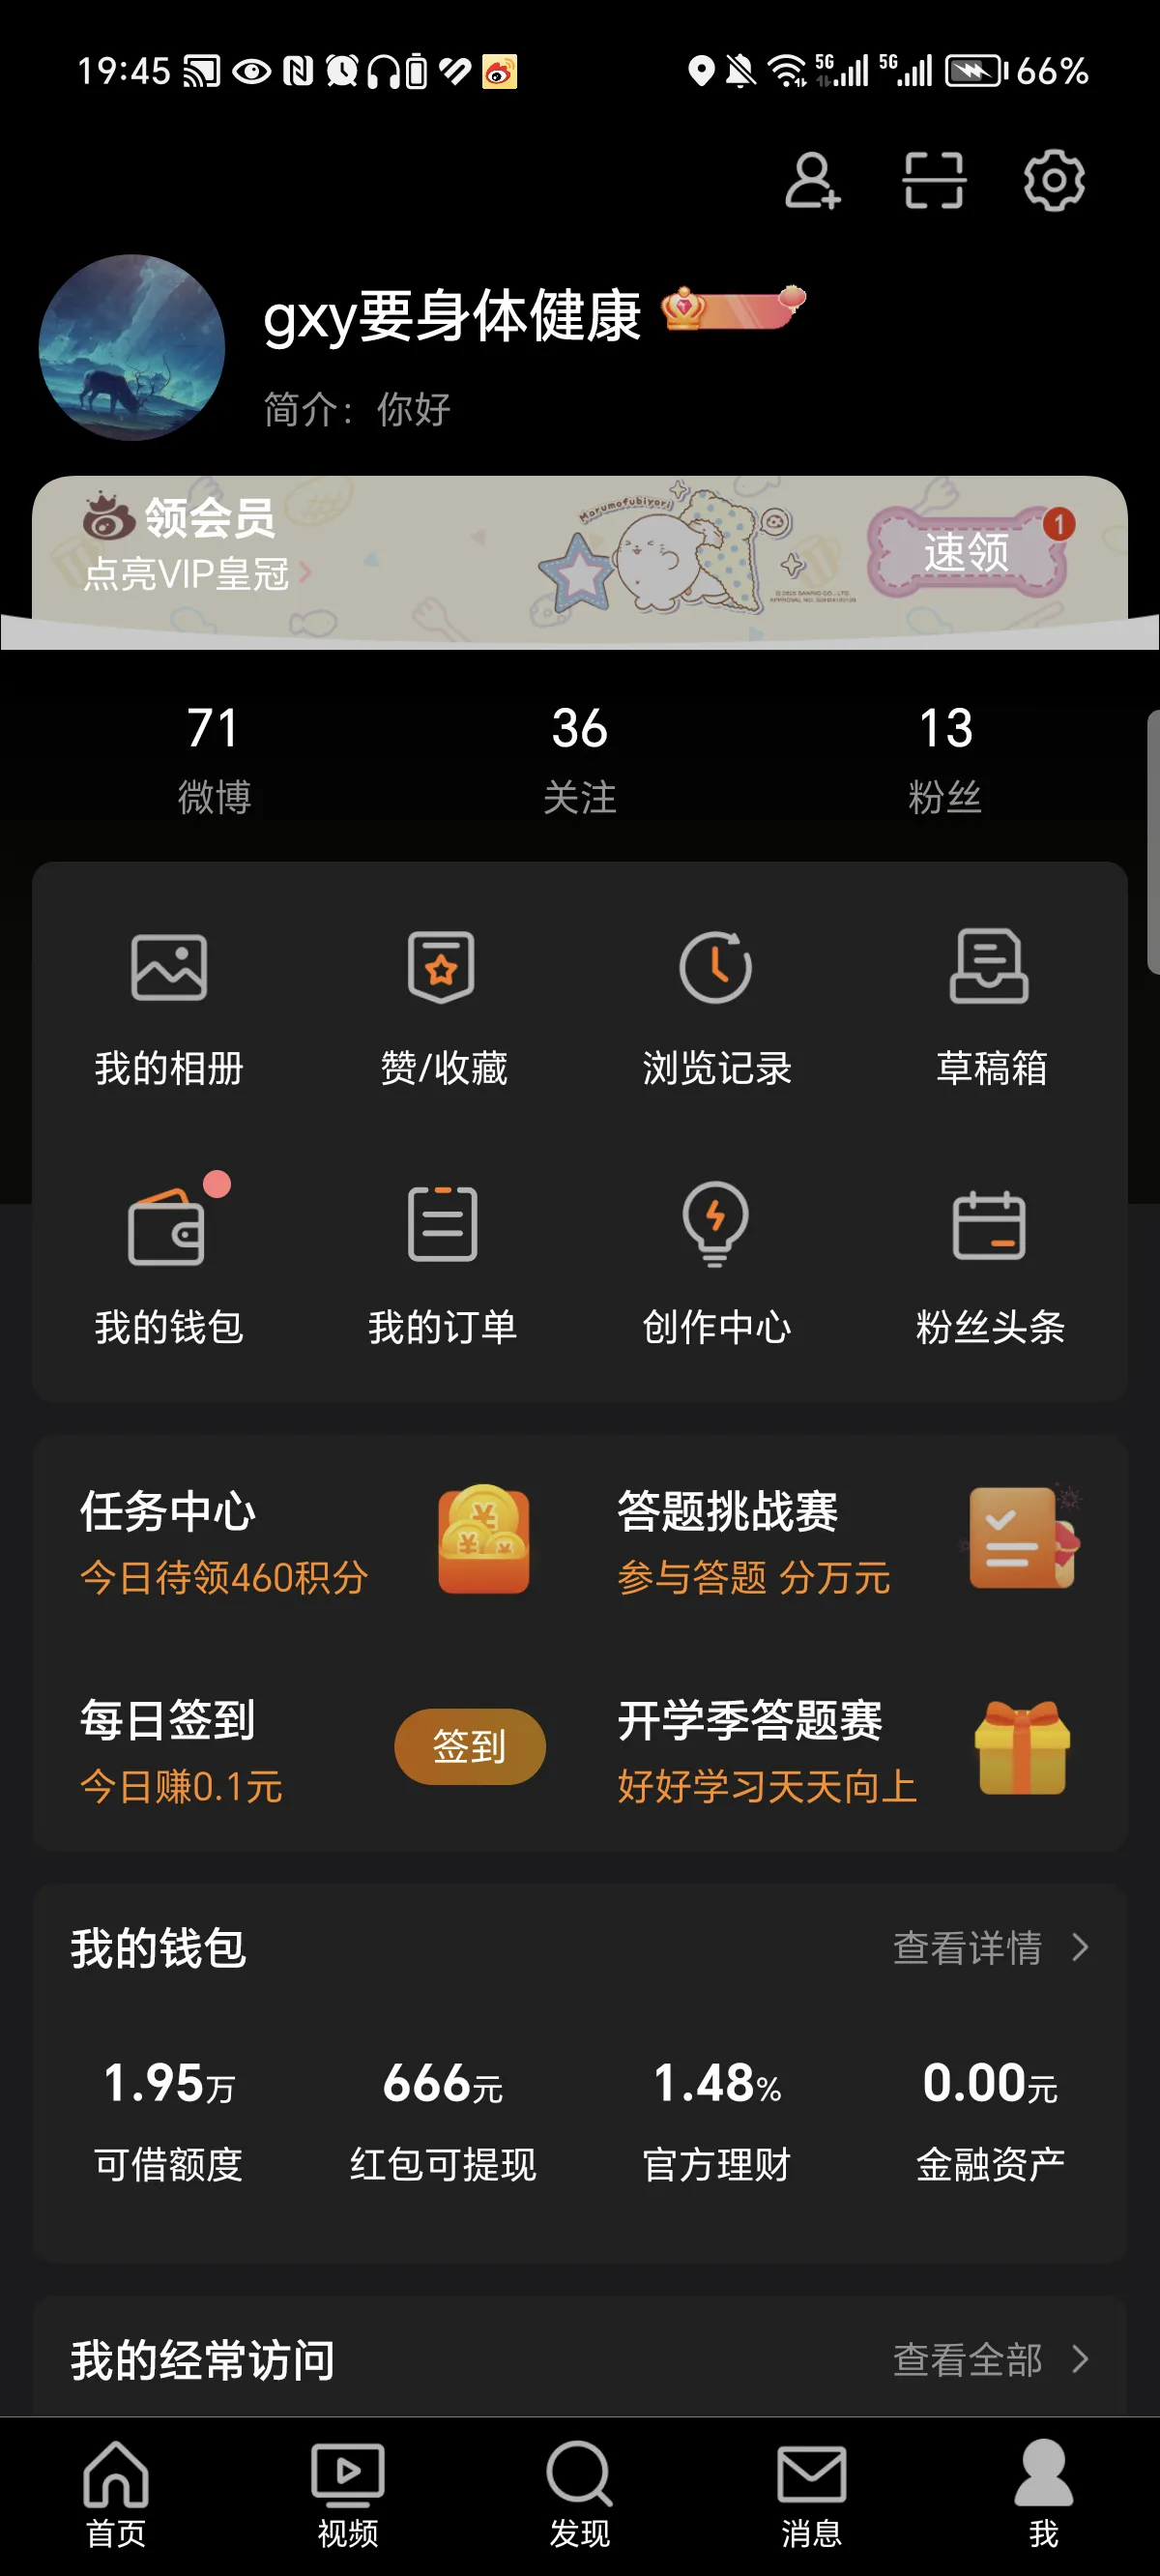 19:45
5G
5G
66%
gxy要身体健康
简介：你好
领会员
点亮VIP皇冠
Marumofubiyori
速领
1
71
36
13
微博
关注
粉丝
我的相册
赞/收藏
浏览记录
草稿箱
我的钱包
我的订单
创作中心
粉丝头条
任务中心
今日待领460积分
答题挑战赛
参与答题 分万元
每日签到
今日赚0.1元
签到
开学季答题赛
好好学习天天向上
我的钱包
查看详情
1.95万
666元
1.48%
0.00元
可借额度
红包可提现
官方理财
金融资产
我的经常访问
查看全部
首页
视频
发现
消息
我